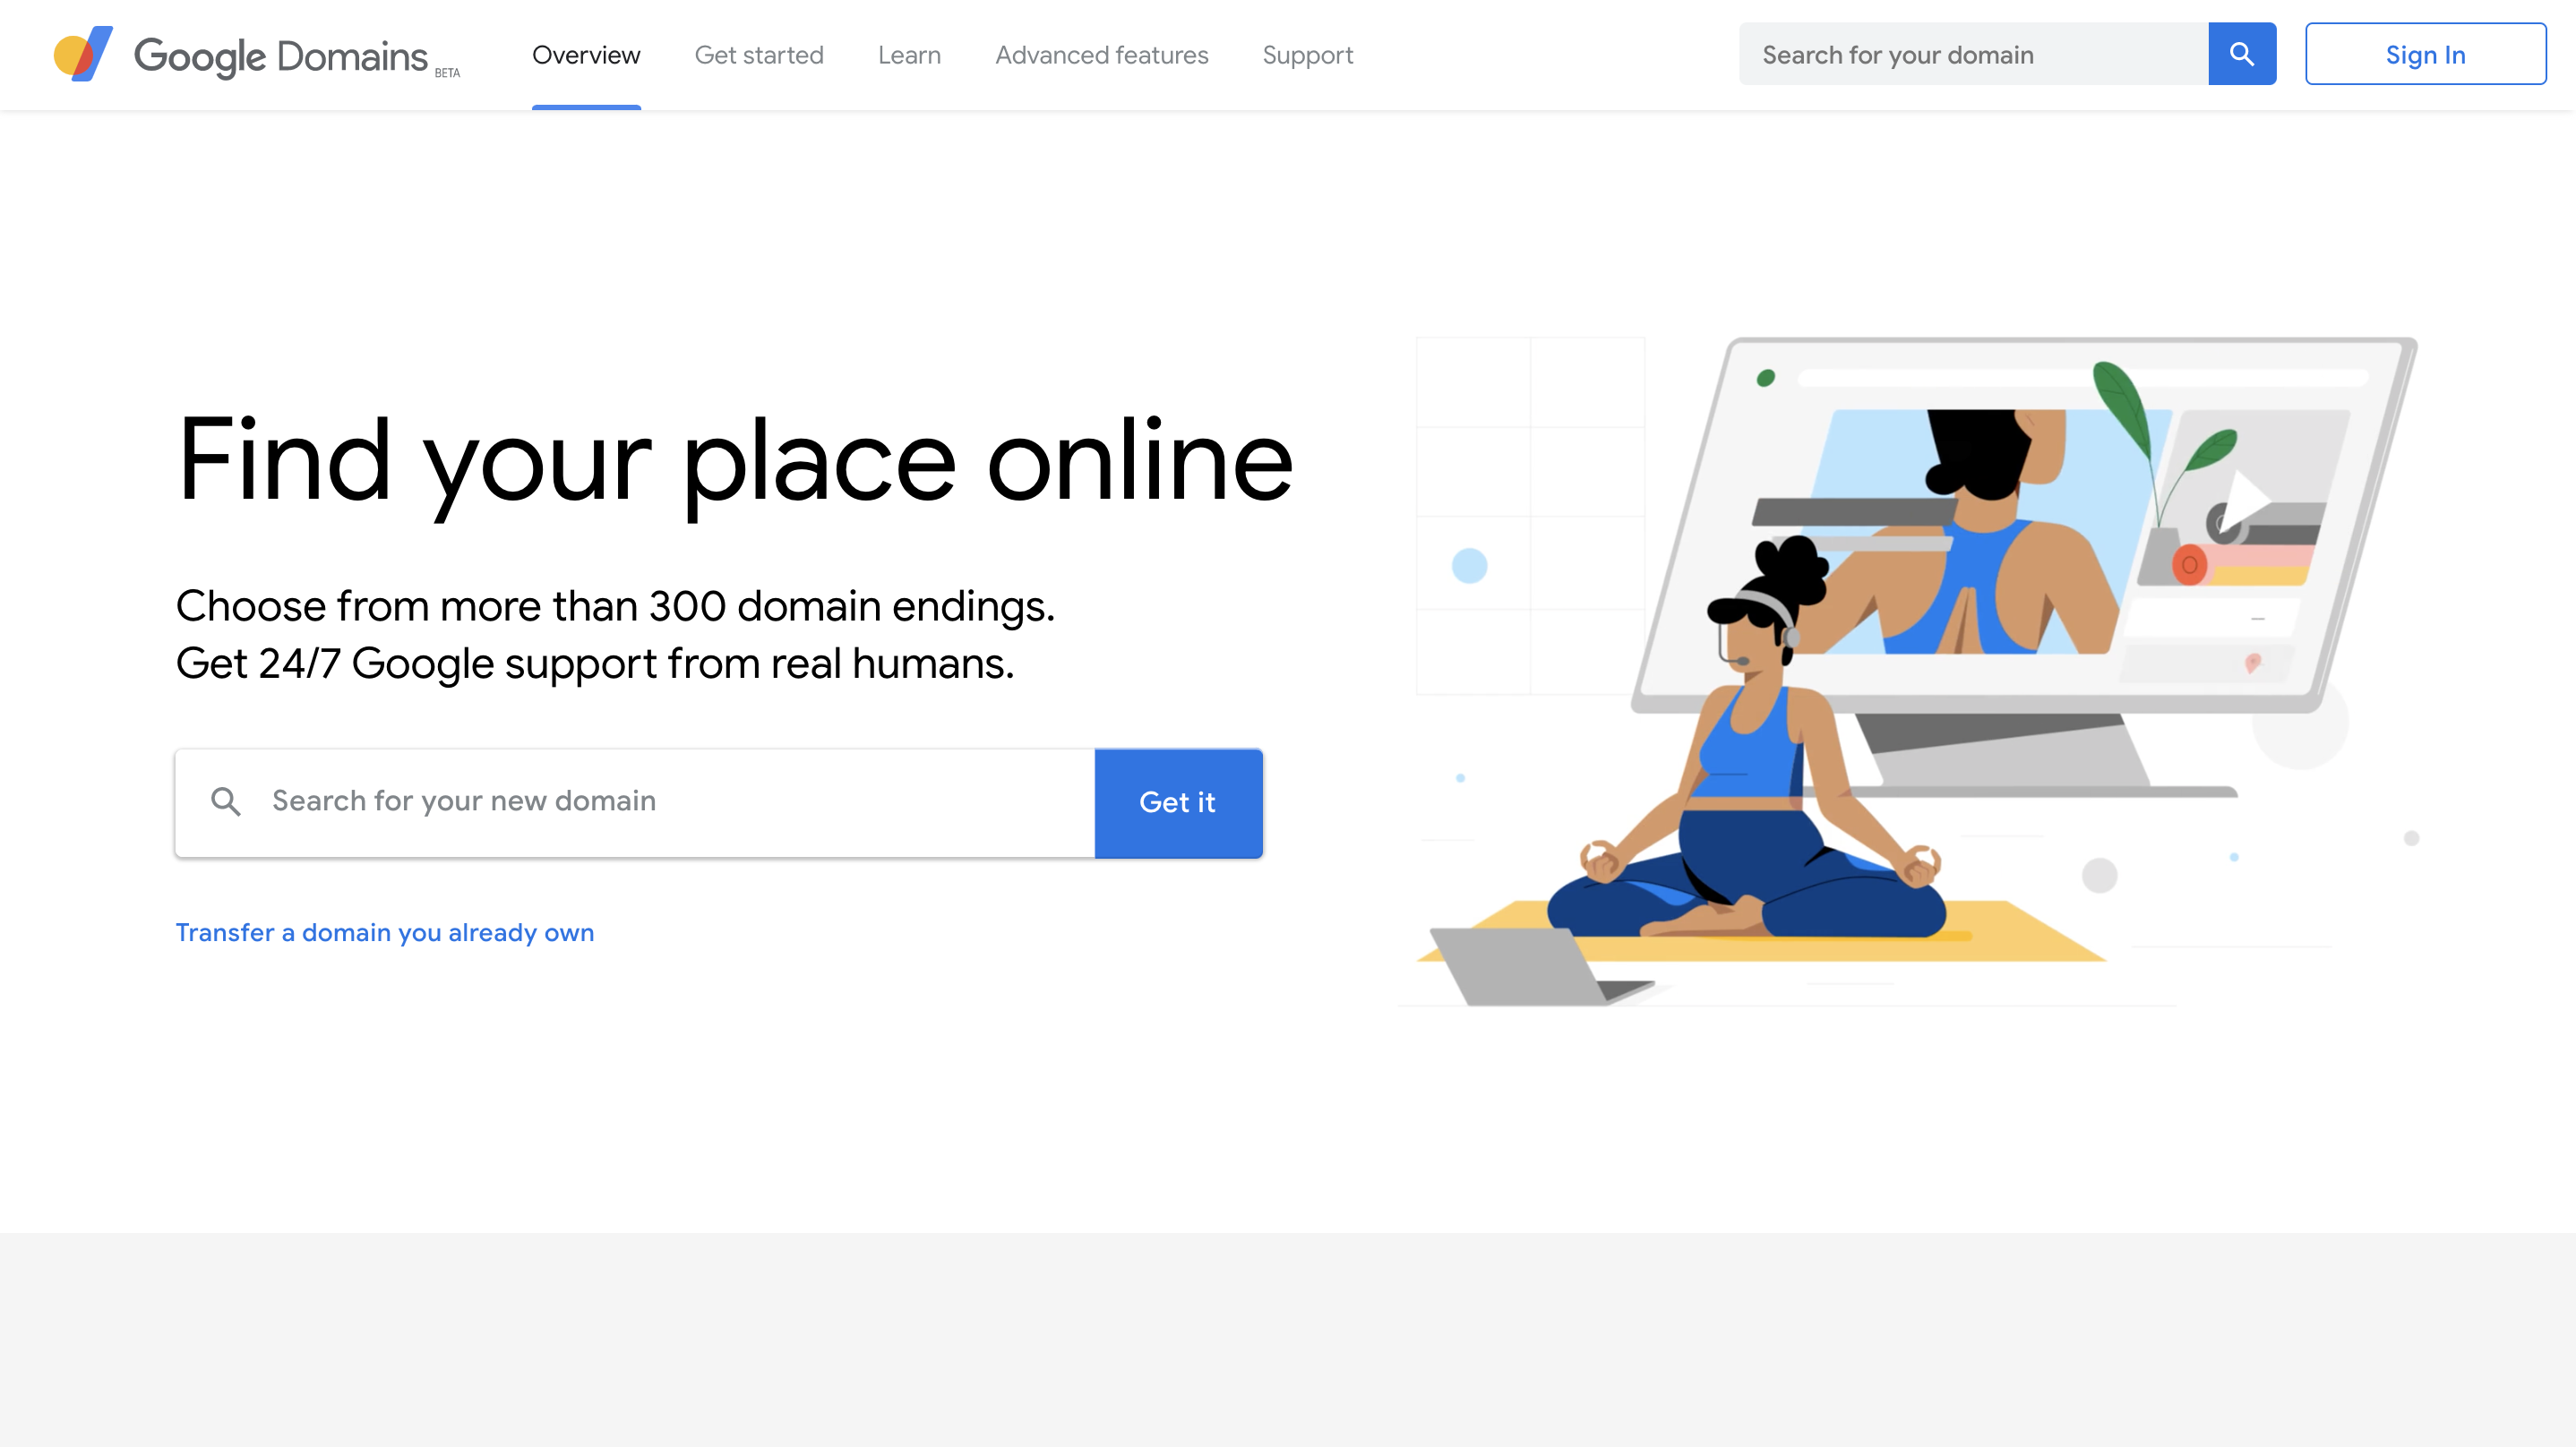 Google Domains BETA
Overview
Get started
Learn
Advanced features
Support
Search for your domain
Sign In
Find your place online
Choose from more than 300 domain endings.
Get 24/7 Google support from real humans.
Search for your new domain
Get it
Transfer a domain you already own